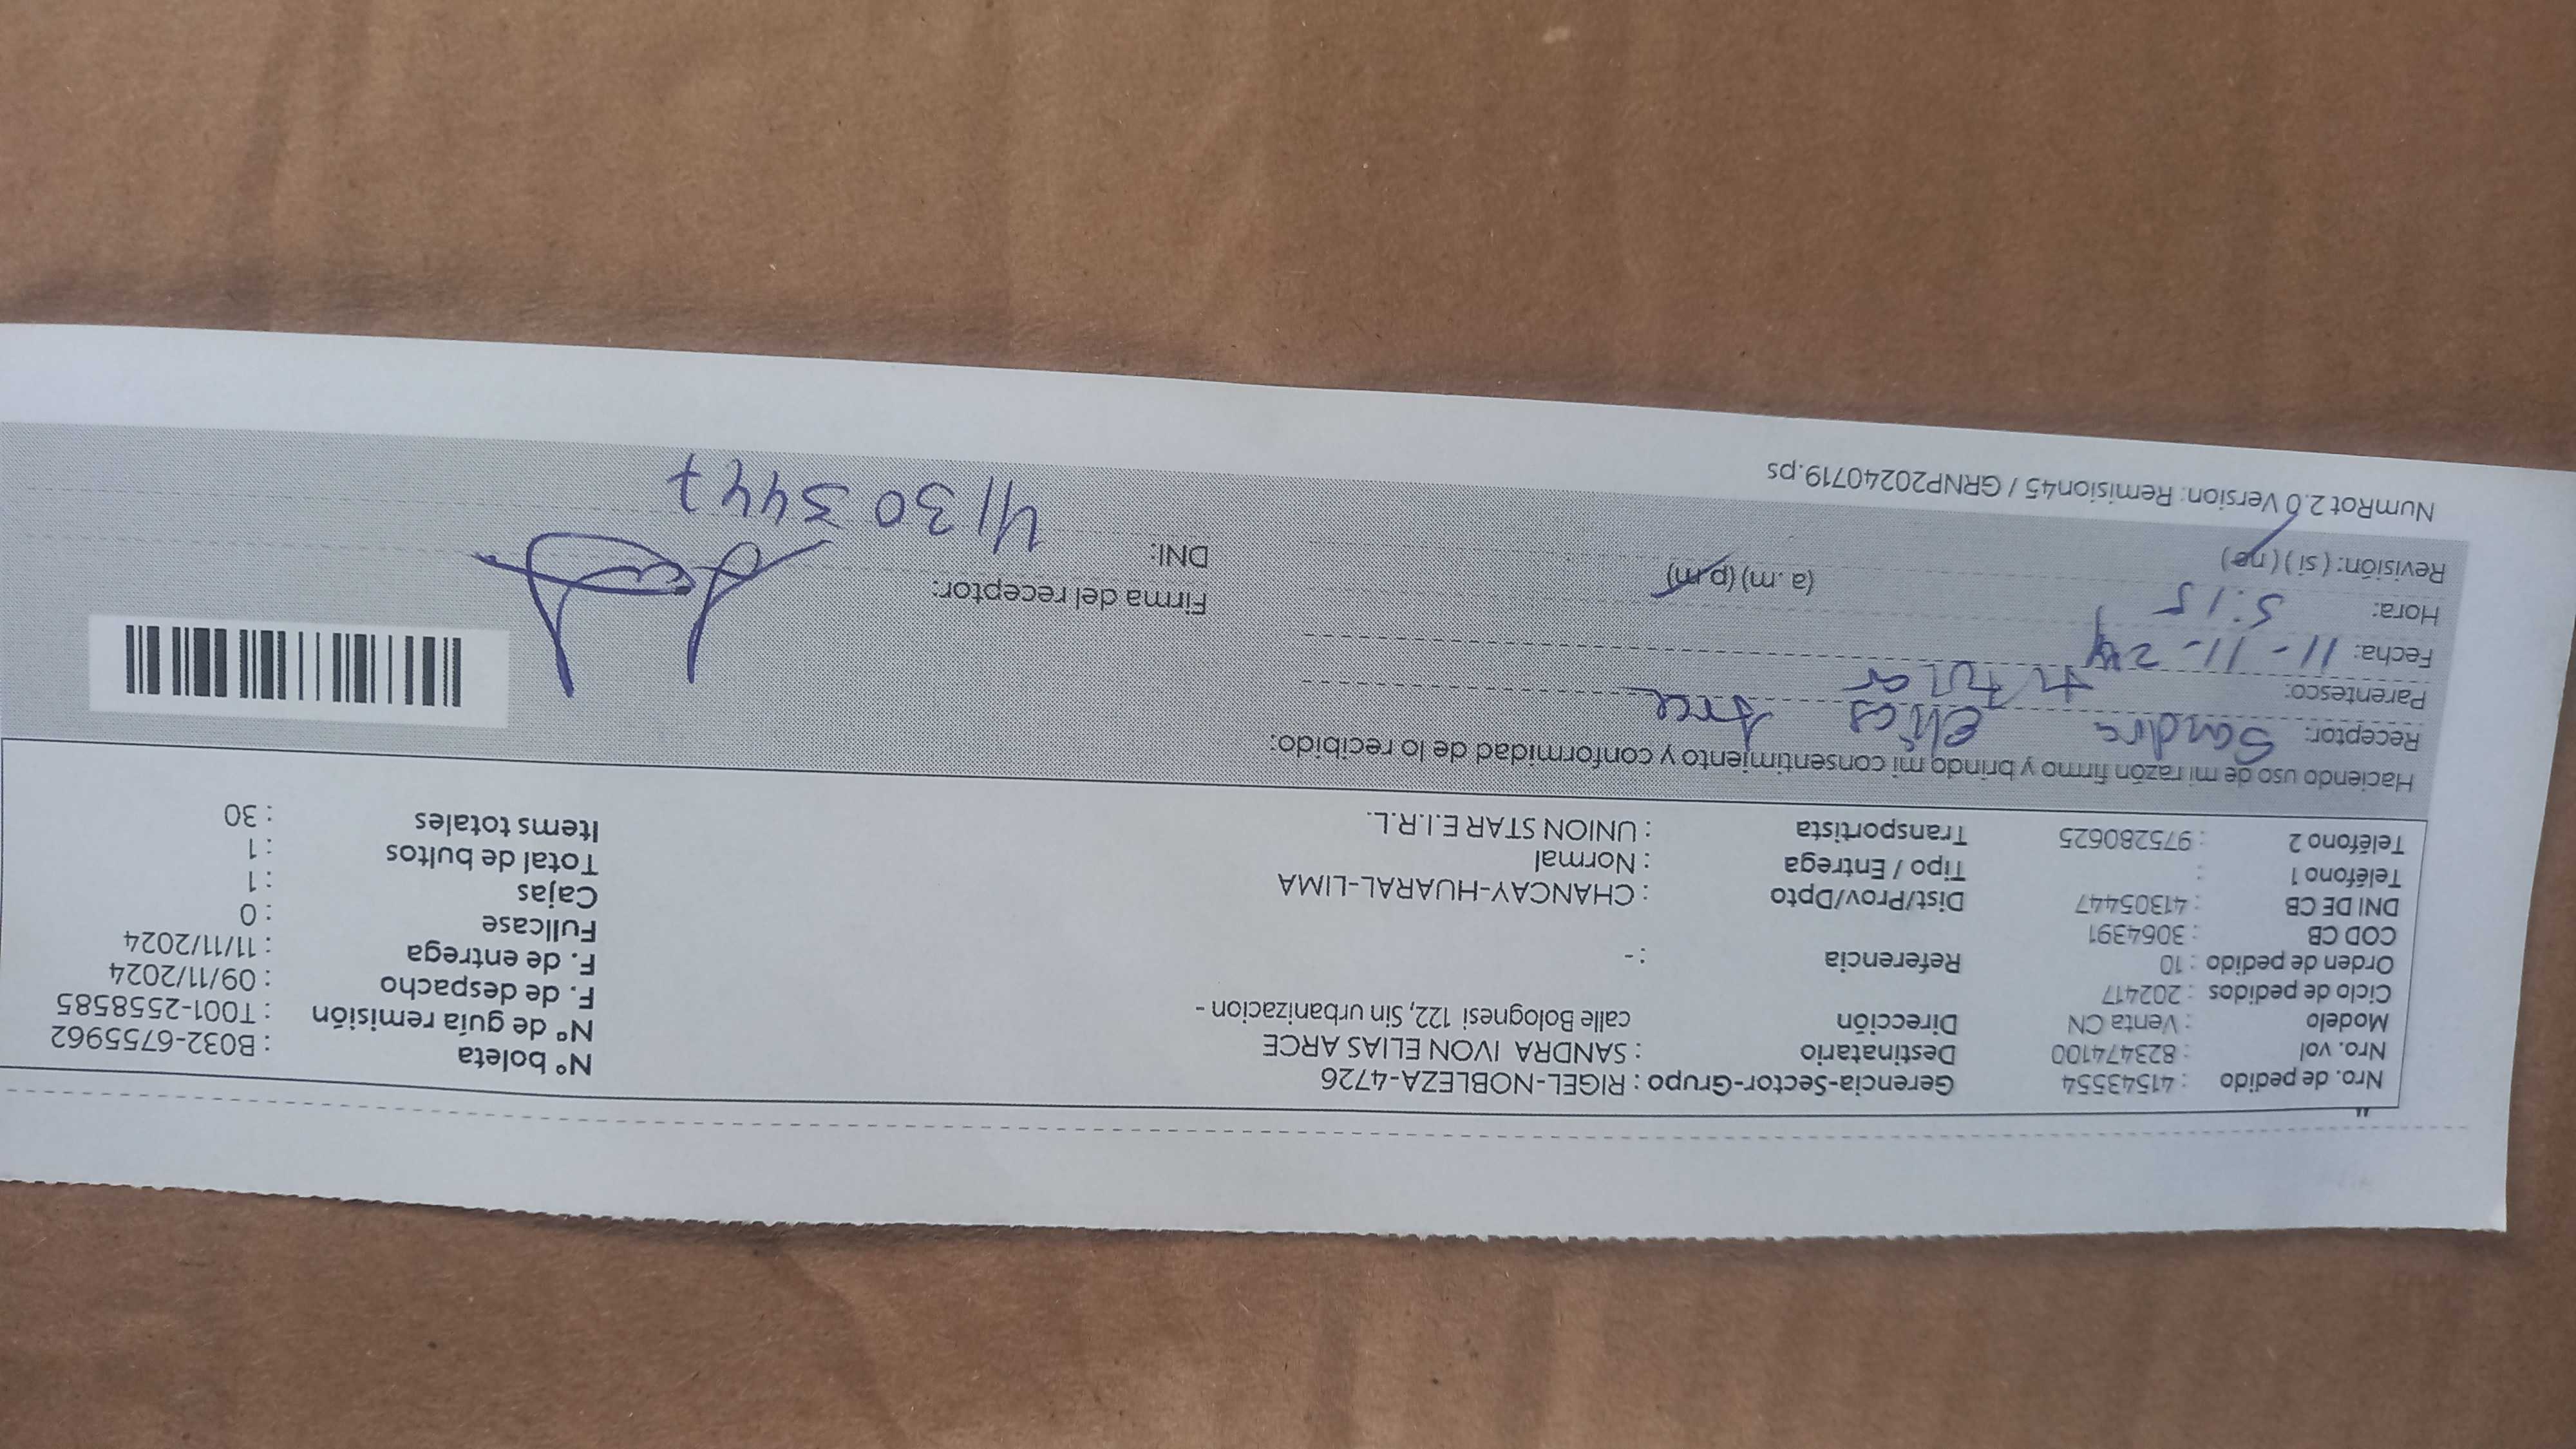 Nro. de pedido : 41543554 Gerencia-Sector-Grupo : RIGEL-NOBLEZA-4726 N° boleta : B032-6755962
Nro. vol : 823474100 Destinatario : SANDRA IVON ELIAS ARCE N° de guía remisión : T001-2558585
Modelo : Venta CN Dirección calle Bolognesi 122, Sin urbanizacion - F. de despacho : 09/11/2024
Ciclo de pedidos : 202417 F. de entrega : 11/11/2024
Orden de pedido : 10 Referencia : - Fullcase : 0
COD CB : 3064391 Cajas : 1
DNI DE CB : 41305447 Dist/Prov/Dpto : CHANCAY-HUARAL-LIMA Total de bultos : 1
Teléfono 1 : Tipo / Entrega : Normal Items totales : 30
Teléfono 2 : 975280625 Transportista : UNION STAR E.I.R.L.
Haciendo uso de mi razón firmo y brindo mi consentimiento y conformidad de lo recibido:
Receptor: Sandra elias Arce
Parentesco: titular
Fecha: 11-11-24 Firma del receptor:
Hora: 5:15 (a.m) (p.m) DNI: 41305447
Revisión: (si) (no)
NumRot 2.0 Version: Remision45 / GRNP20240719.ps